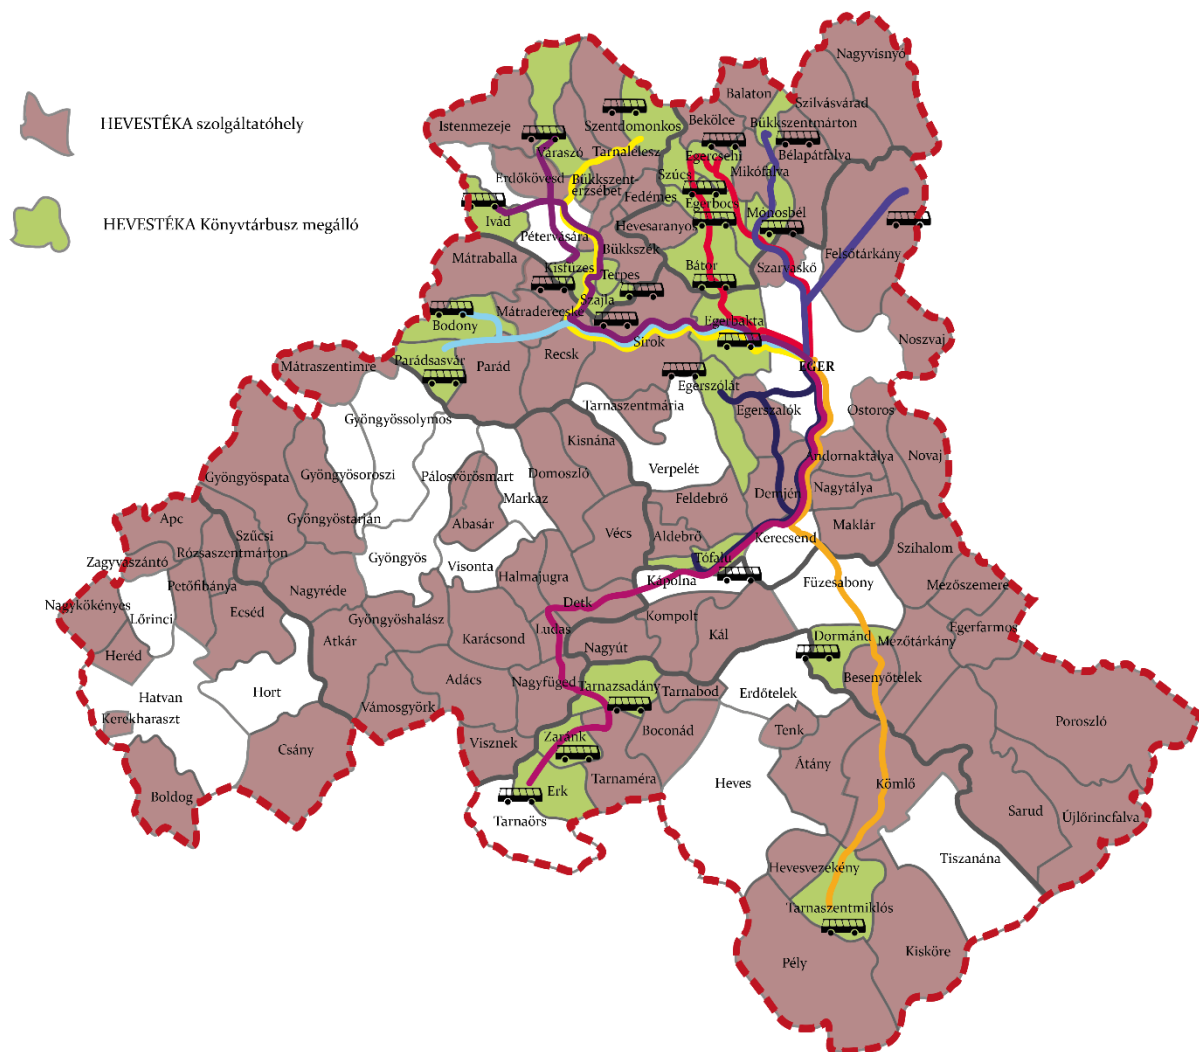 HEVESTÉKA szolgáltatóhely
HEVESTÉKA Könyvtárbusz megálló
Nagyvisnyó
Balaton
Szilvásvárad
Istenmezeje
Szentdomonkos
Bekölce
Bükkszentmárton
Váraszó
Tarnalelesz
Egercsehi
Bélapátfalva
Erdőkövesd
Bükkszent-
erzsébet
Szúcs
Mikófalva
Fedémes
Egerbocs
Ivád
Mónosbél
Pétervására
Hevesaranyos
Bükkszék
Felsőtárkány
Mátraballa
Kisfüzes
Terpes
Bátor
Szarvaskő
Szajla
Mátraderecske
Bodony
Egerbakta
Sirok
Noszvaj
Parádsasvár
Parád
Recsk
Mátraszentimre
EGER
Egerszólát
Tarnaszentmária
Egerszalók
Ostoros
Gyöngyössolymos
Kisnána
Verpelét
Andornaktálya
Novaj
Gyöngyöspata
Gyöngyösoroszi
Pálosvörösmart
Domoszló
Markaz
Feldebrő
Demjén
Nagytálya
Apc
Gyöngyöstarján
Abasár
Vécs
Aldebrő
Kerecsend
Maklár
Szűcsi
Rózsaszentmárton
Zagyvaszántó
Gyöngyös
Visonta
Halmajugra
Tófalu
Szihalom
Petőfibánya
Nagyréde
Kápolna
Füzesabony
Mezőszemere
Nagykökényes
Lőrinci
Ecséd
Gyöngyöshalász
Detk
Kompolt
Egerfarmos
Heréd
Atkár
Karácsond
Ludas
Nagyút
Kál
Dormánd
Mezőtárkány
Besenyőtelek
Hatvan
Hort
Adács
Nagyfüged
Tarnazsadány
Tarnabod
Erdőtelek
Kerekharaszt
Vámosgyörk
Poroszló
Csány
Visznek
Zaránk
Boconád
Tenk
Átány
Boldog
Erk
Tarnaméra
Heves
Kömlő
Sarud
Újlőrincfalva
Tarnaörs
Tiszanána
Hevesvezekény
Tarnaszentmiklós
Kisköre
Pély